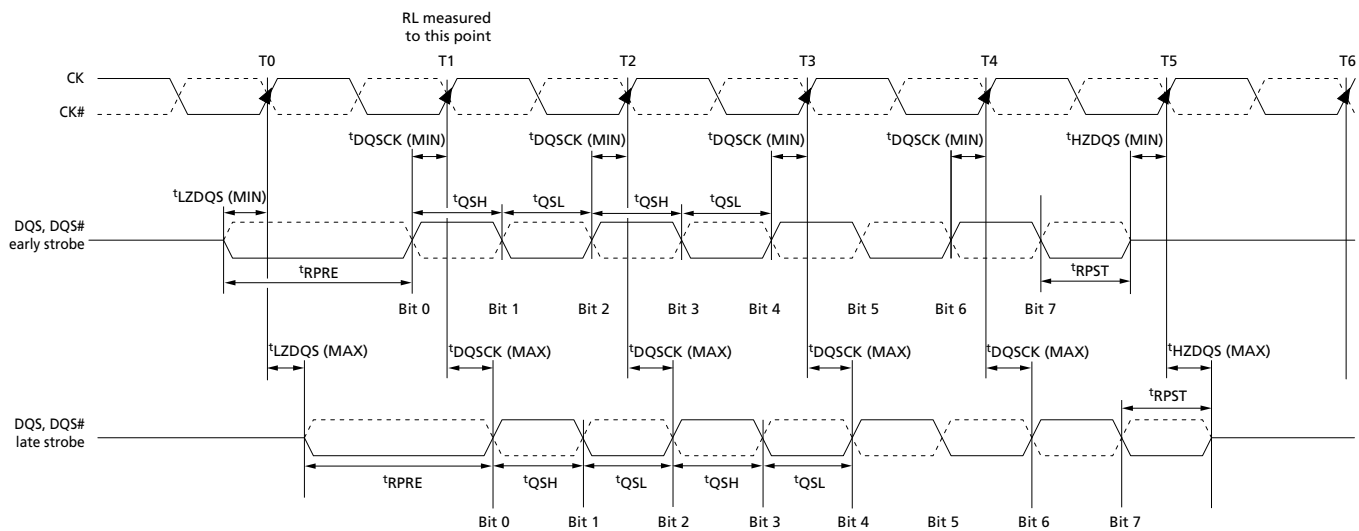 RL measured
to this point
T0 T1 T2 T3 T4 T5 T6
CK
CK#
tDQSCK (MIN) tDQSCK (MIN) tDQSCK (MIN) tDQSCK (MIN) tHZDQS (MIN)
tLZDQS (MIN)
tQSH tQSL tQSH tQSL
DQS, DQS#
early strobe
tRPRE tRPST
Bit 0 Bit 1 Bit 2 Bit 3 Bit 4 Bit 5 Bit 6 Bit 7
tLZDQS (MAX) tDQSCK (MAX) tDQSCK (MAX) tDQSCK (MAX) tDQSCK (MAX) tHZDQS (MAX)
tRPST
DQS, DQS#
late strobe
tRPRE tQSH tQSL tQSH tQSL
Bit 0 Bit 1 Bit 2 Bit 3 Bit 4 Bit 5 Bit 6 Bit 7